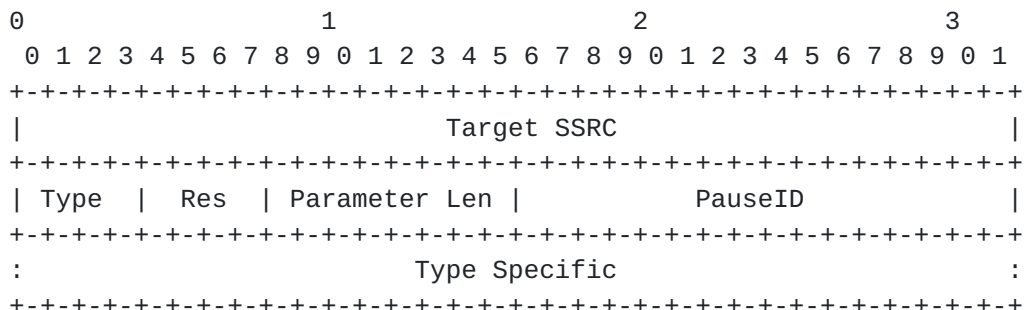 0                   1                   2                   3
 0 1 2 3 4 5 6 7 8 9 0 1 2 3 4 5 6 7 8 9 0 1 2 3 4 5 6 7 8 9 0 1
+-+-+-+-+-+-+-+-+-+-+-+-+-+-+-+-+-+-+-+-+-+-+-+-+-+-+-+-+-+-+-+-+
|                           Target SSRC                         |
+-+-+-+-+-+-+-+-+-+-+-+-+-+-+-+-+-+-+-+-+-+-+-+-+-+-+-+-+-+-+-+-+
| Type  |  Res  | Parameter Len |           PauseID             |
+-+-+-+-+-+-+-+-+-+-+-+-+-+-+-+-+-+-+-+-+-+-+-+-+-+-+-+-+-+-+-+-+
:                         Type Specific                         :
+-+-+-+-+-+-+-+-+-+-+-+-+-+-+-+-+-+-+-+-+-+-+-+-+-+-+-+-+-+-+-+-+